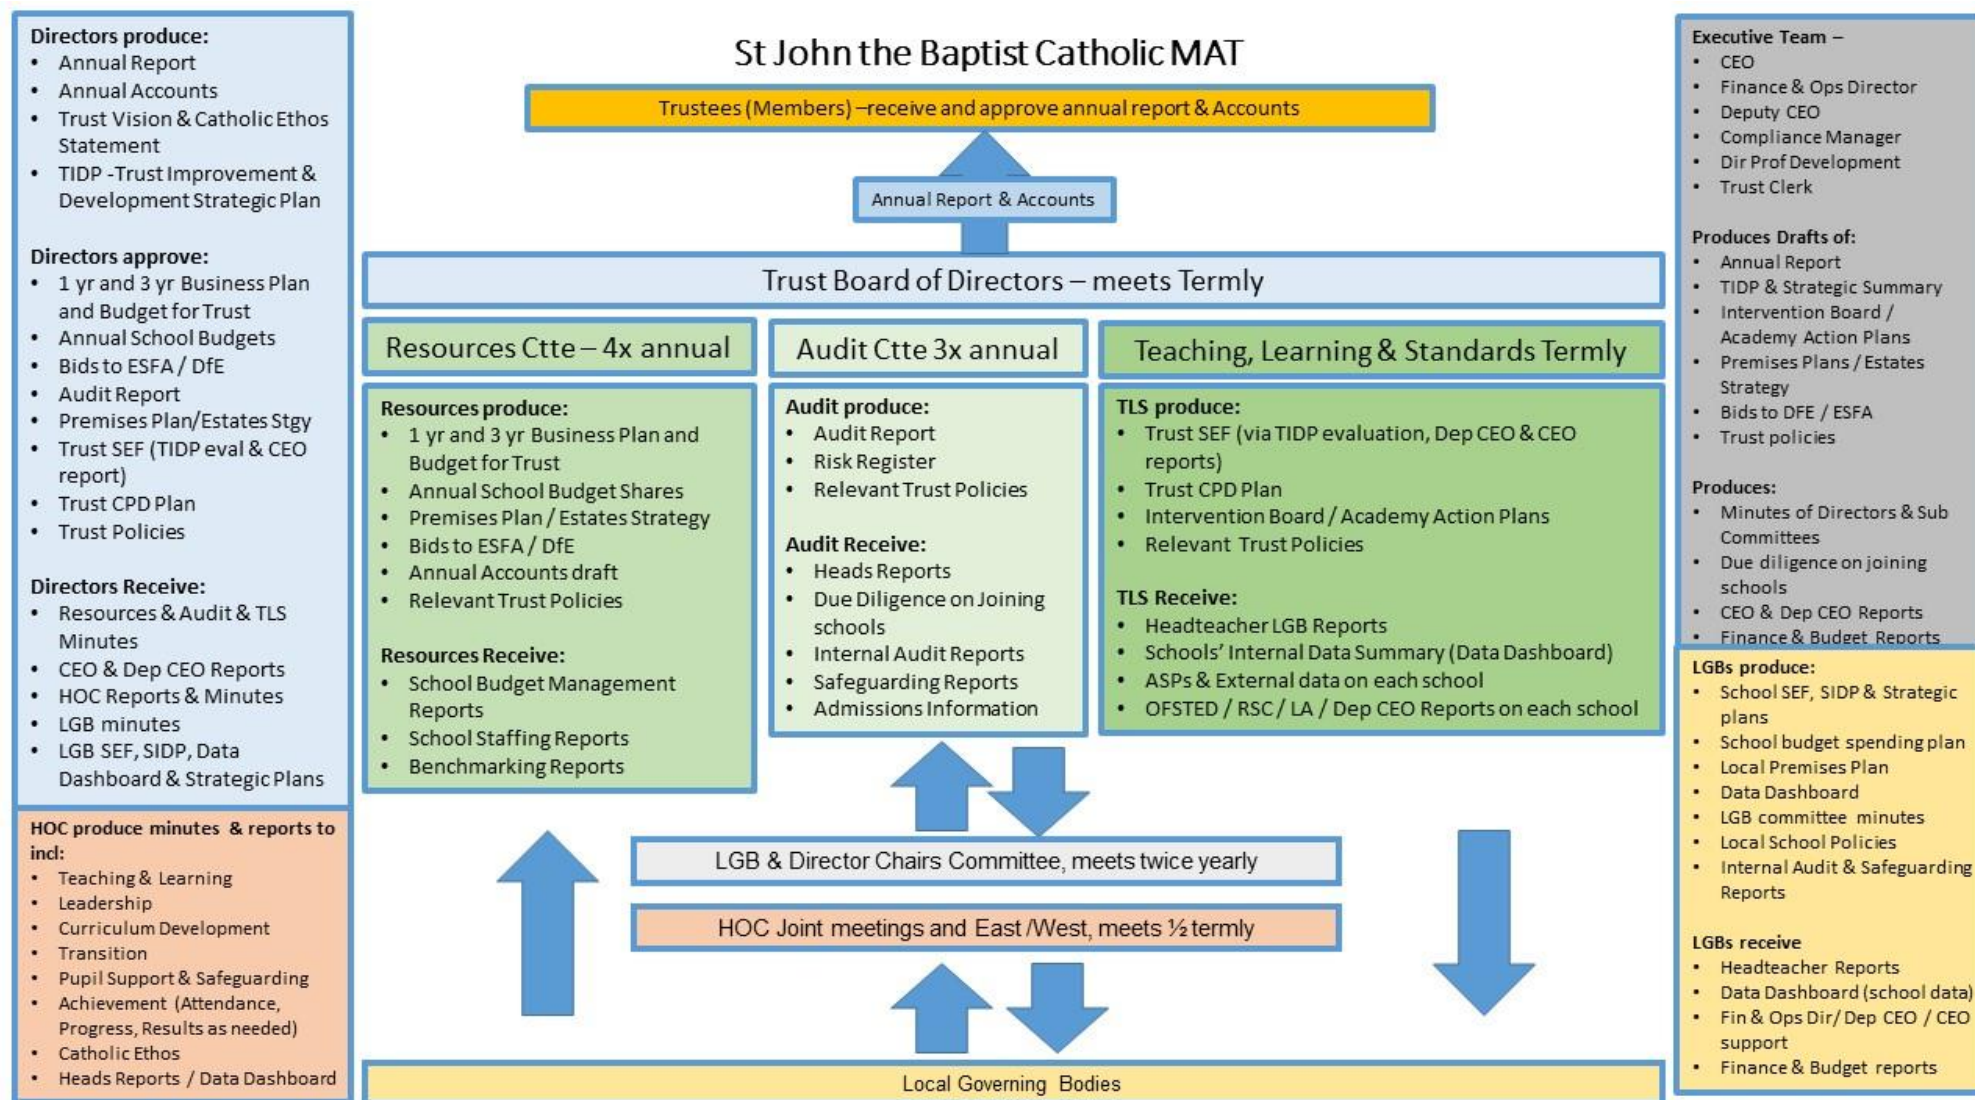 Directors produce:
• Annual Report
• Annual Accounts
• Trust Vision & Catholic Ethos
Statement
• TIDP -Trust Improvement &
Development Strategic Plan
Directors approve:
• 1 yr and 3 yr Business Plan
and Budget for Trust
• Annual School Budgets
• Bids to ESFA / DfE
• Audit Report
• Premises Plan/Estates Stgy
• Trust SEF (TIDP eval & CEO
report)
• Trust CPD Plan
• Trust Policies
Directors Receive:
• Resources & Audit & TLS
Minutes
• CEO & Dep CEO Reports
• HOC Reports & Minutes
• LGB minutes
• LGB SEF, SIDP, Data
Dashboard & Strategic Plans
HOC produce minutes & reports to
incl:
• Teaching & Learning
• Leadership
• Curriculum Development
• Transition
• Pupil Support & Safeguarding
• Achievement (Attendance,
Progress, Results as needed)
• Catholic Ethos
• Heads Reports / Data Dashboard
St John the Baptist Catholic MAT
Trustees (Members) –receive and approve annual report & Accounts
Annual Report & Accounts
Trust Board of Directors – meets Termly
Resources Ctte – 4x annual
Resources produce:
• 1 yr and 3 yr Business Plan and
Budget for Trust
• Annual School Budget Shares
• Premises Plan / Estates Strategy
• Bids to ESFA / DfE
• Annual Accounts draft
• Relevant Trust Policies
Resources Receive:
• School Budget Management
Reports
• School Staffing Reports
• Benchmarking Reports
Audit Ctte 3x annual
Audit produce:
• Audit Report
• Risk Register
• Relevant Trust Policies
Audit Receive:
• Heads Reports
• Due Diligence on Joining
schools
• Internal Audit Reports
• Safeguarding Reports
• Admissions Information
Teaching, Learning & Standards Termly
TLS produce:
• Trust SEF (via TIDP evaluation, Dep CEO & CEO
reports)
• Trust CPD Plan
• Intervention Board / Academy Action Plans
• Relevant Trust Policies
TLS Receive:
• Headteacher LGB Reports
• Schools’ Internal Data Summary (Data Dashboard)
• ASPs & External data on each school
• OFSTED / RSC / LA / Dep CEO Reports on each school
LGB & Director Chairs Committee, meets twice yearly
HOC Joint meetings and East /West, meets ½ termly
Local Governing Bodies
Executive Team –
• CEO
• Finance & Ops Director
• Deputy CEO
• Compliance Manager
• Dir Prof Development
• Trust Clerk
Produces Drafts of:
• Annual Report
• TIDP & Strategic Summary
• Intervention Board /
Academy Action Plans
• Premises Plans / Estates
Strategy
• Bids to DFE / ESFA
• Trust policies
Produces:
• Minutes of Directors & Sub
Committees
• Due diligence on joining
schools
• CEO & Dep CEO Reports
• Finance & Budget Reports
LGBs produce:
• School SEF, SIDP & Strategic
plans
• School budget spending plan
• Local Premises Plan
• Data Dashboard
• LGB committee minutes
• Local School Policies
• Internal Audit & Safeguarding
Reports
LGBs receive
• Headteacher Reports
• Data Dashboard (school data)
• Fin & Ops Dir/ Dep CEO / CEO
support
• Finance & Budget reports